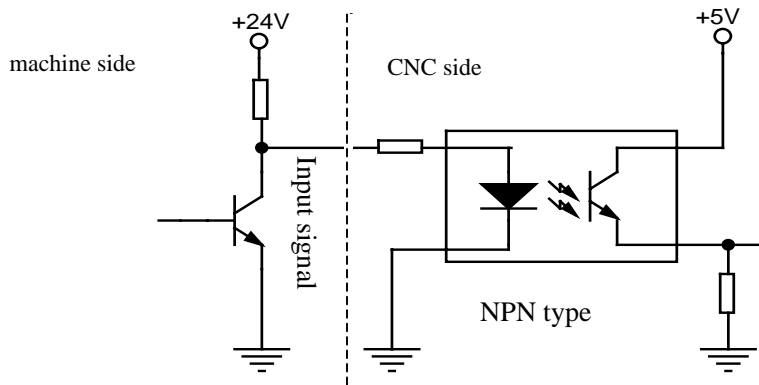 +24V
+5V
machine side
CNC side
Input signal
NPN type